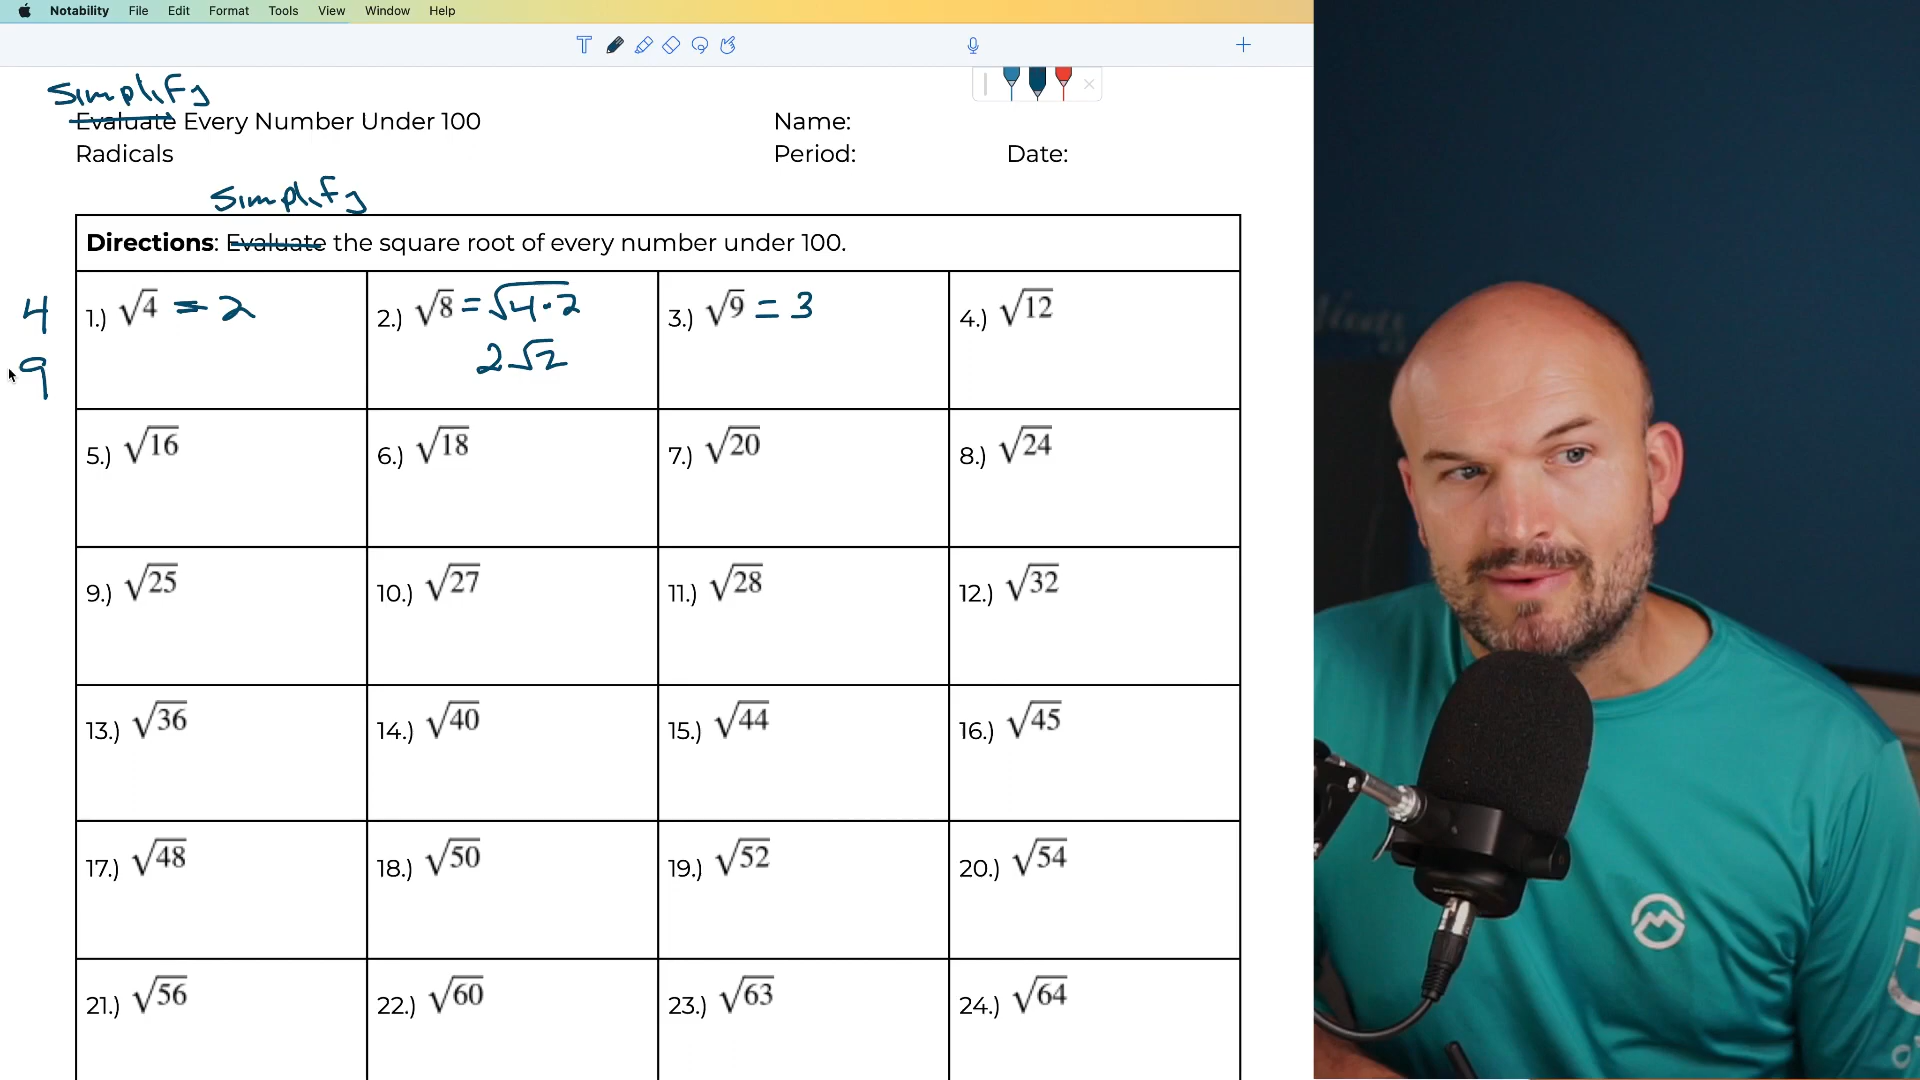 Notability File Edit Format Tools View Window Help
Simplify
Evaluate Every Number Under 100
Name:
Radicals
Period: Date:
Simplify
Directions: Evaluate the square root of every number under 100.
4
1.) √4 = 2
2.) √8 = √4·2
2√2
3.) √9 = 3
4.) √12
9
5.) √16
6.) √18
7.) √20
8.) √24
9.) √25
10.) √27
11.) √28
12.) √32
13.) √36
14.) √40
15.) √44
16.) √45
17.) √48
18.) √50
19.) √52
20.) √54
21.) √56
22.) √60
23.) √63
24.) √64